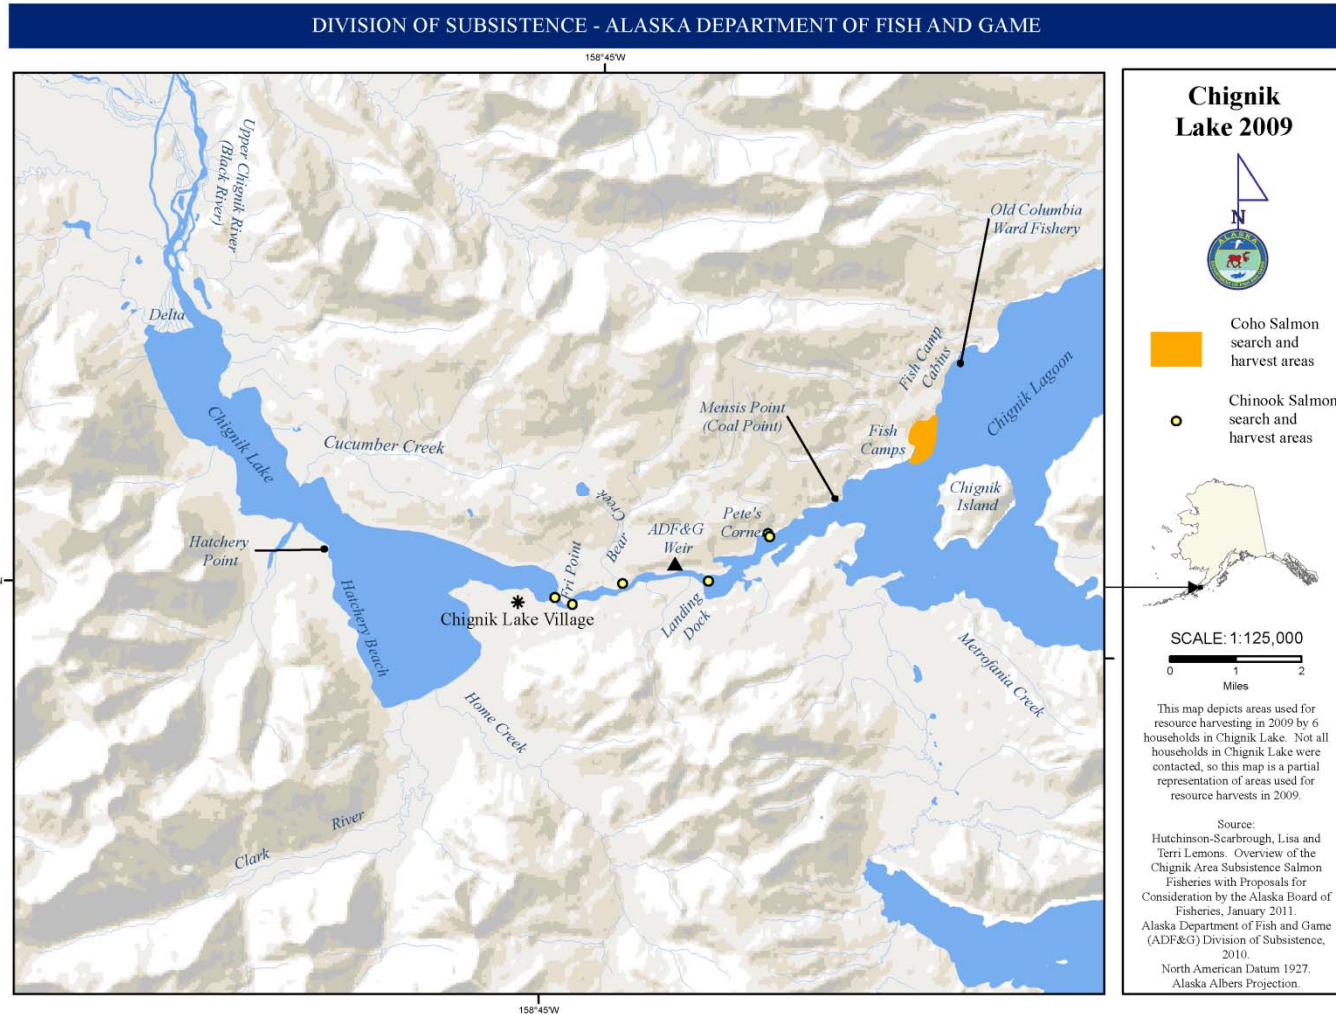 DIVISION OF SUBSISTENCE - ALASKA DEPARTMENT OF FISH AND GAME
158°45'W
Upper Chignik River
(Black River)
Delta
Chignik Lake
Cucumber Creek
Hatchery
Point
Hatchery Beach
Chignik Lake Village
Fri Point
Bear
Creek
ADF&G
Weir
Landing
Dock
Pete's
Corner
Mensis Point
(Coal Point)
Fish
Camps
Fish Camp
Cabins
Old Columbia
Ward Fishery
Chignik Lagoon
Chignik
Island
Metrofania Creek
Home Creek
Clark
River
158°45'W
Chignik
Lake 2009
N
ALASKA
Coho Salmon
search and
harvest areas
Chinook Salmon
search and
harvest areas
SCALE: 1:125,000
0 1 2
Miles
This map depicts areas used for
resource harvesting in 2009 by 6
households in Chignik Lake. Not all
households in Chignik Lake were
contacted, so this map is a partial
representation of areas used for
resource harvests in 2009.
Source:
Hutchinson-Scarbrough, Lisa and
Terri Lemons. Overview of the
Chignik Area Subsistence Salmon
Fisheries with Proposals for
Consideration by the Alaska Board of
Fisheries, January 2011.
Alaska Department of Fish and Game
(ADF&G) Division of Subsistence,
2010.
North American Datum 1927.
Alaska Albers Projection.